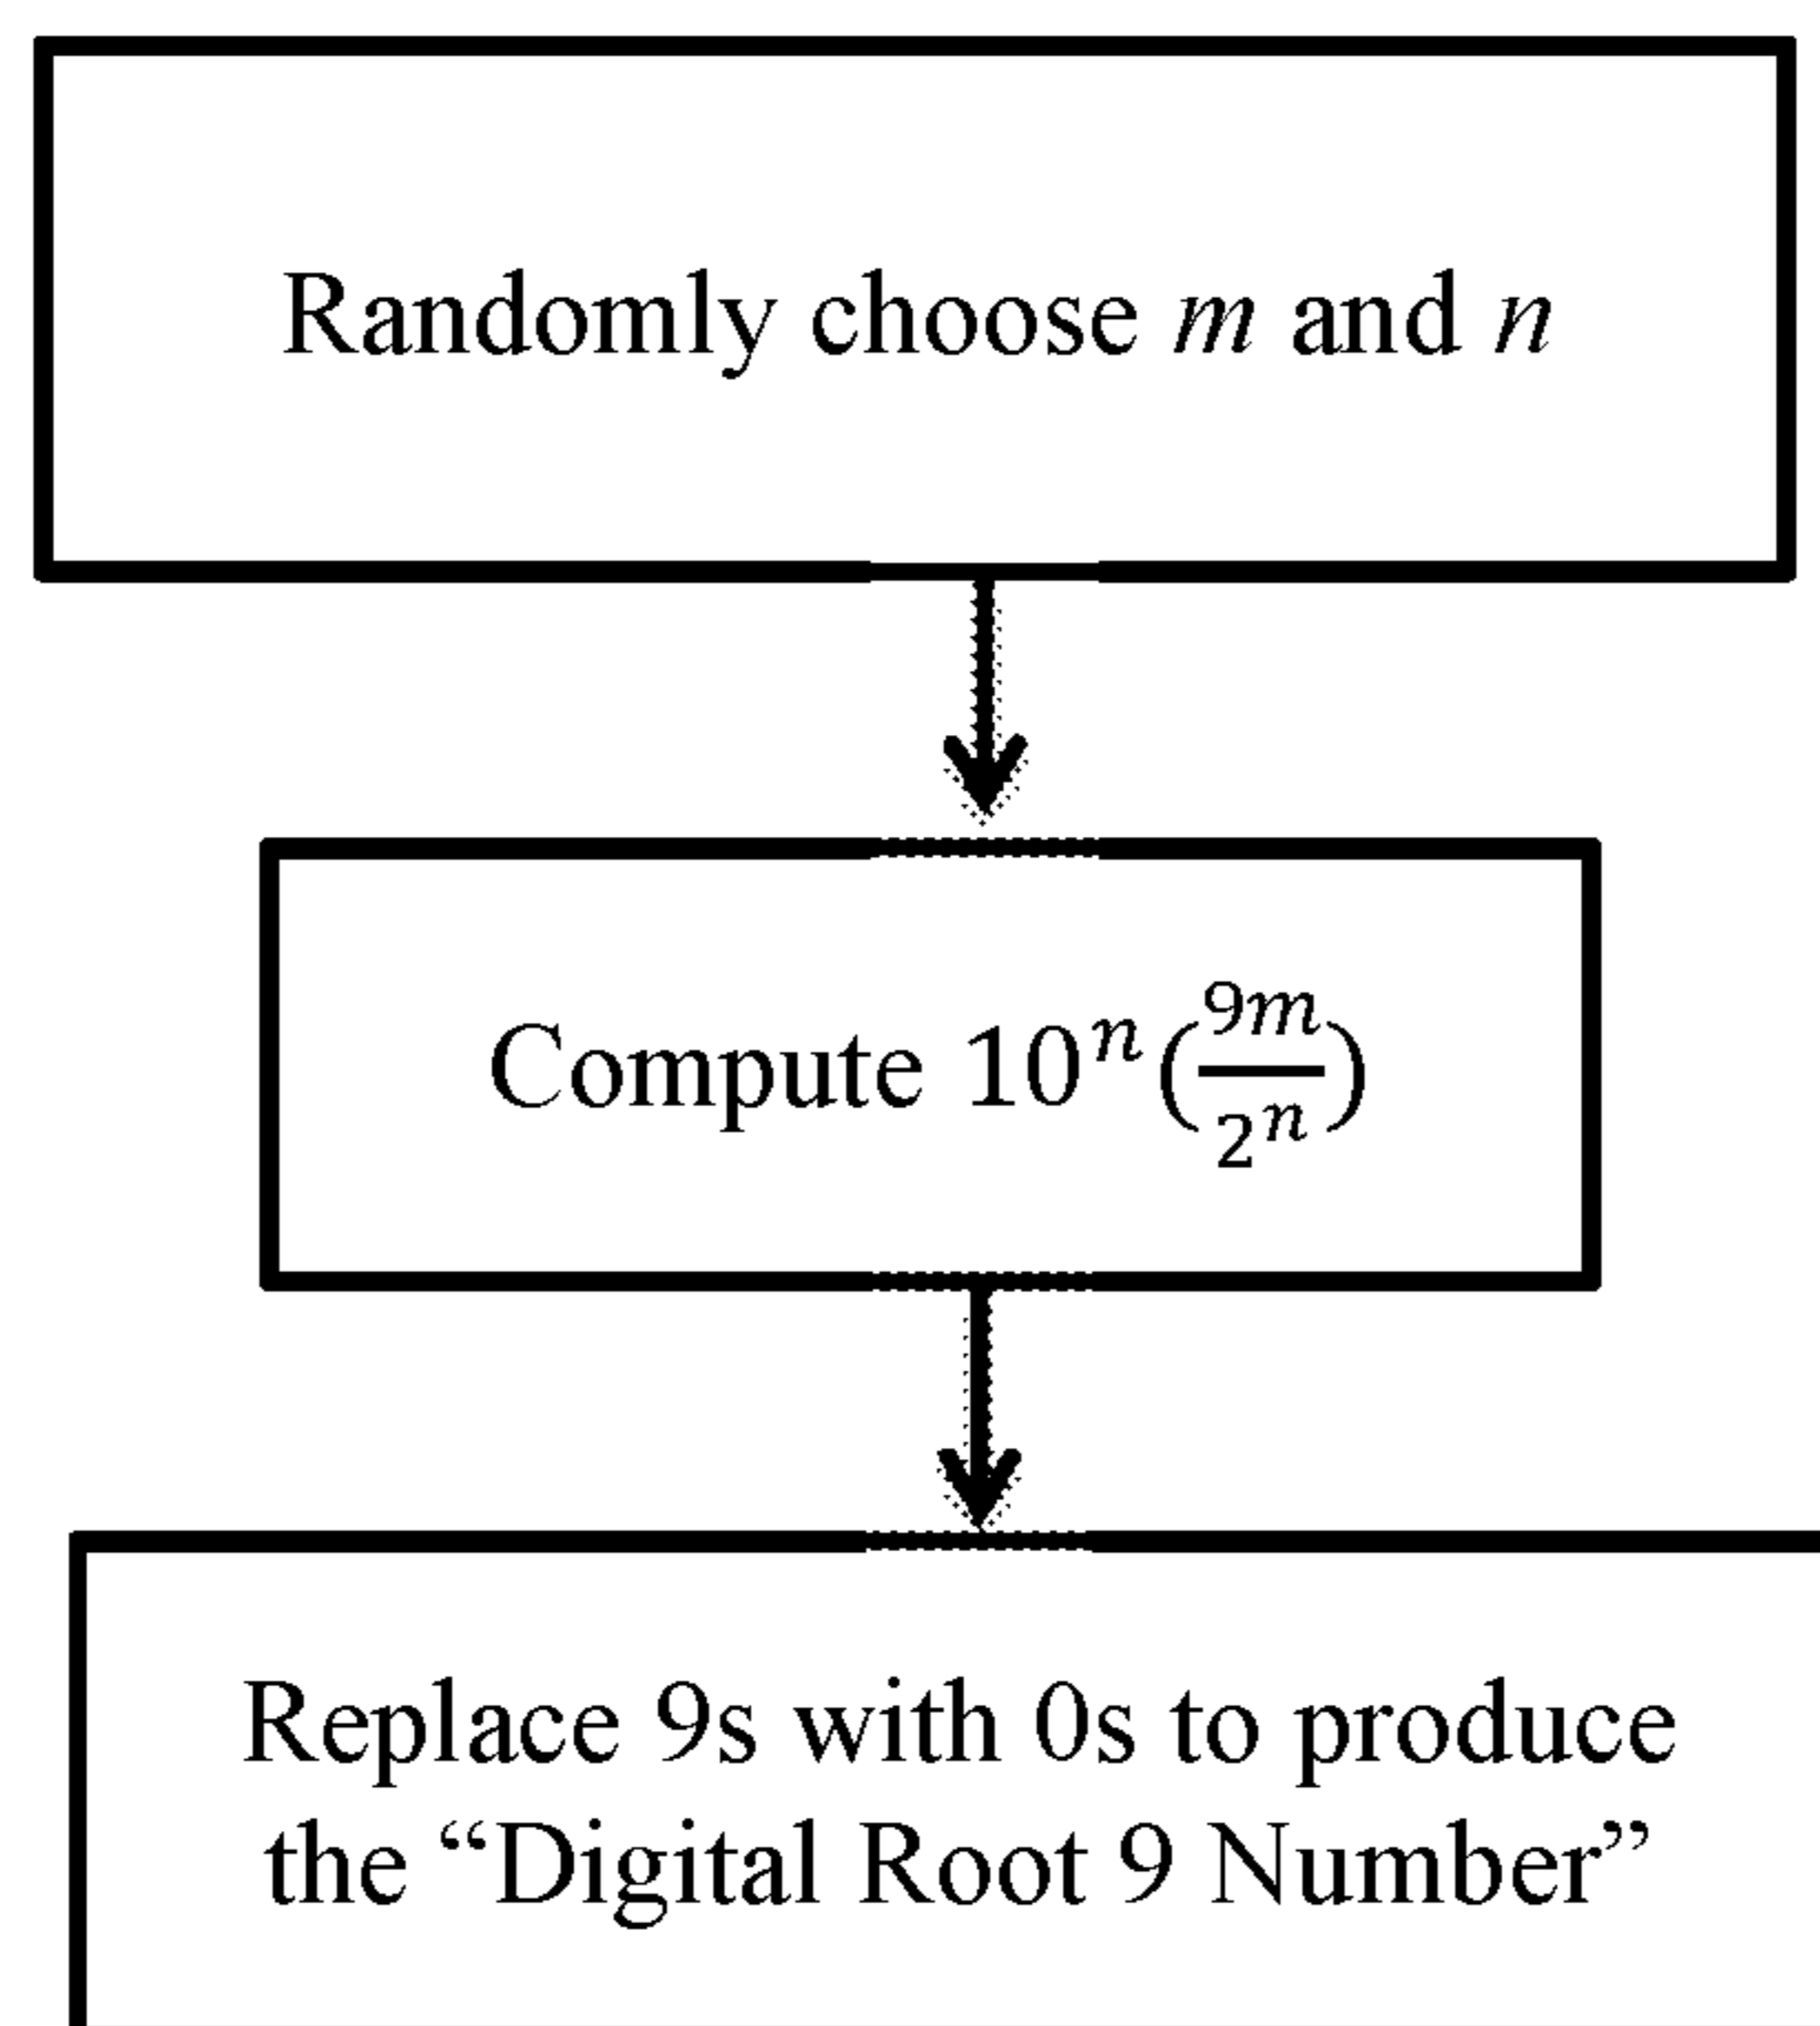 Randomly choose m and n
Compute 10^n(9m/2^n)
Replace 9s with 0s to produce
the “Digital Root 9 Number”